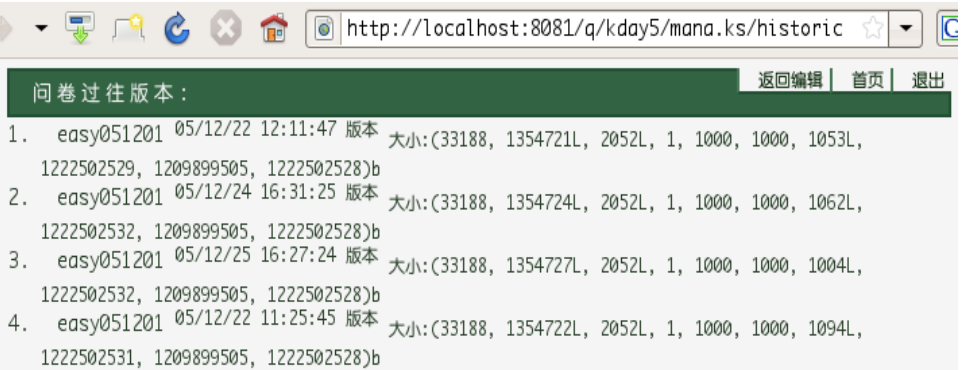 http://localhost:8081/q/kday5/mana.ks/historic
问卷过往版本:
返回编辑 首页 退出
1. easy051201 05/12/22 12:11:47 版本 大小:(33188, 1354721L, 2052L, 1, 1000, 1000, 1053L,
1222502529, 1209899505, 1222502528)b
2. easy051201 05/12/24 16:31:25 版本 大小:(33188, 1354724L, 2052L, 1, 1000, 1000, 1062L,
1222502532, 1209899505, 1222502528)b
3. easy051201 05/12/25 16:27:24 版本 大小:(33188, 1354727L, 2052L, 1, 1000, 1000, 1004L,
1222502532, 1209899505, 1222502528)b
4. easy051201 05/12/22 11:25:45 版本 大小:(33188, 1354722L, 2052L, 1, 1000, 1000, 1094L,
1222502531, 1209899505, 1222502528)b